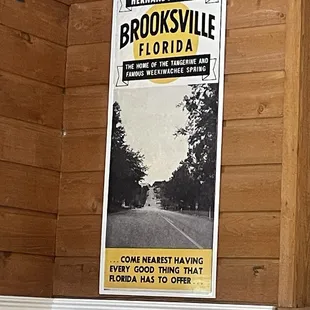 BROOKSVILLE
FLORIDA
THE HOME OF THE TANGERINE AND
FAMOUS WEEKIWACHEE SPRING
... COME NEAREST HAVING
EVERY GOOD THING THAT
FLORIDA HAS TO OFFER ...